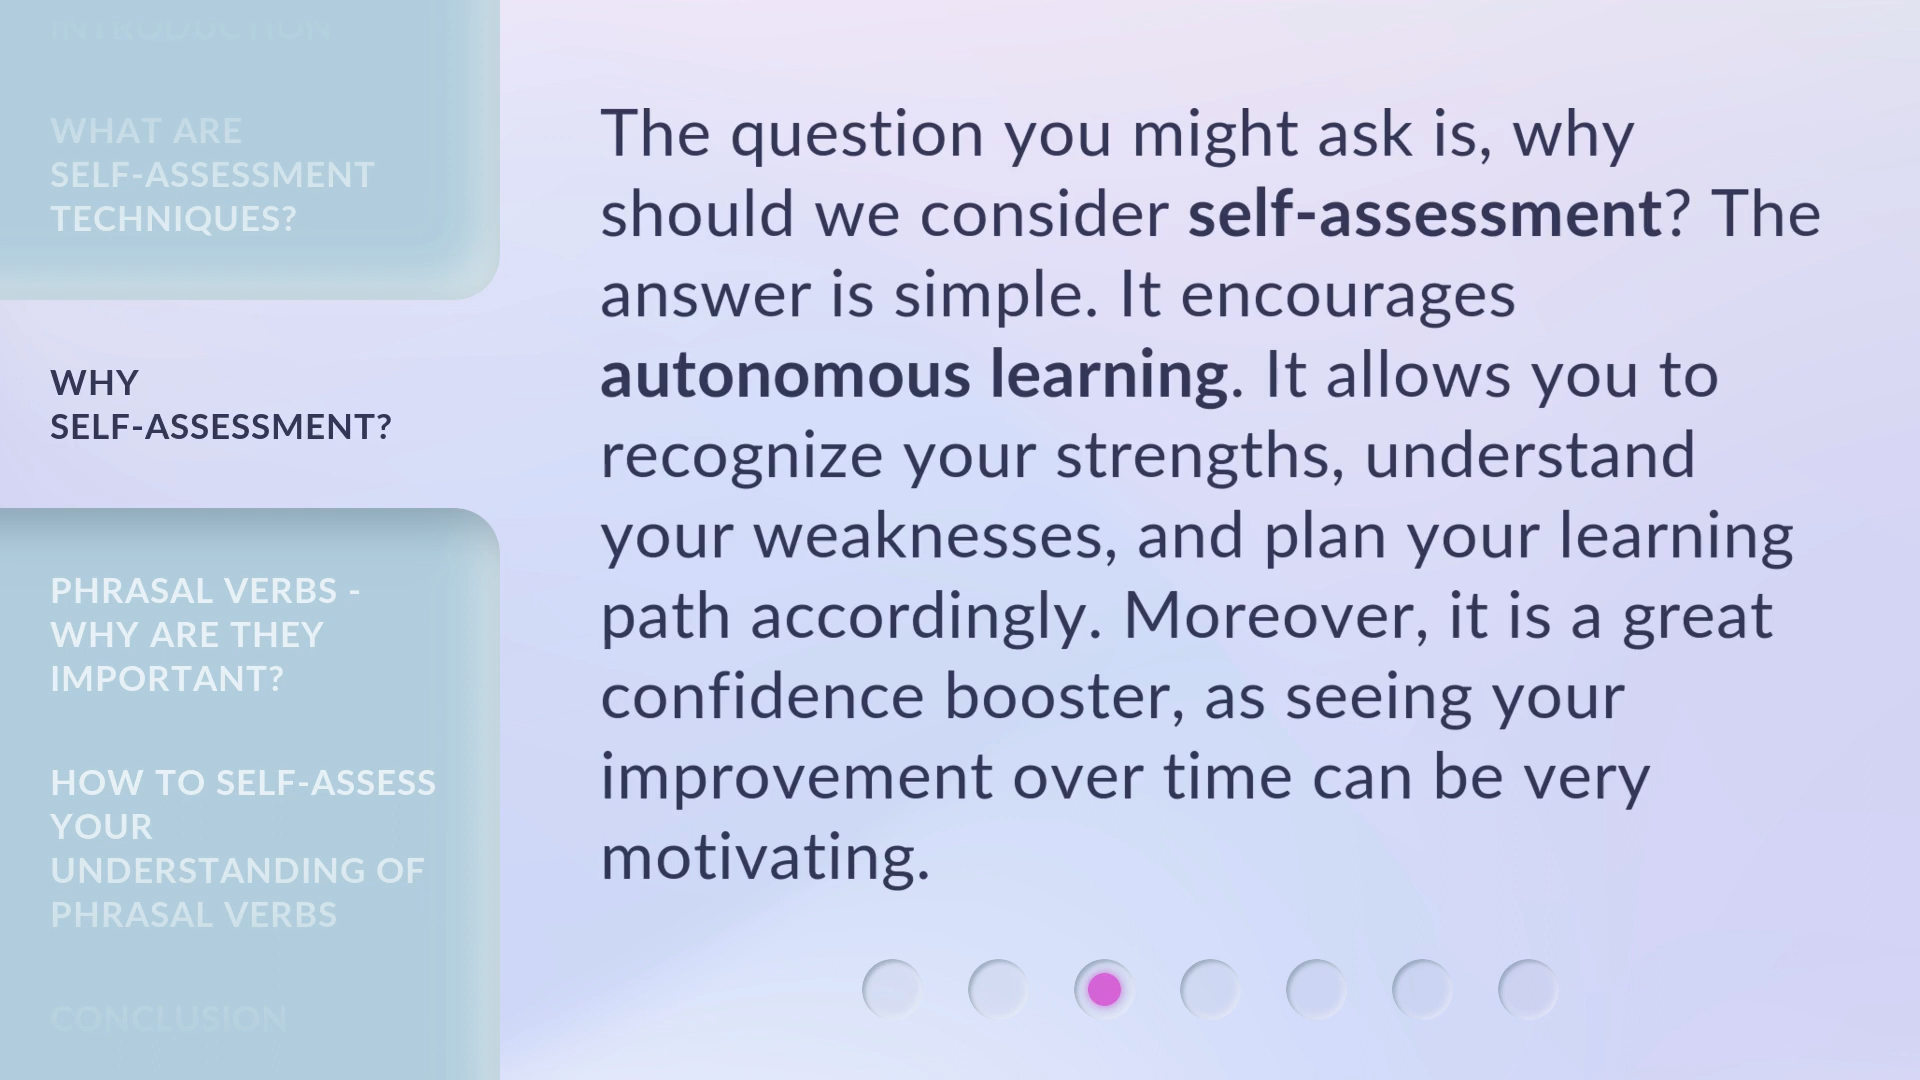 INTRODUCTION
WHAT ARE
SELF-ASSESSMENT
TECHNIQUES?
WHY
SELF-ASSESSMENT?
PHRASAL VERBS -
WHY ARE THEY
IMPORTANT?
HOW TO SELF-ASSESS
YOUR
UNDERSTANDING OF
PHRASAL VERBS
CONCLUSION
The question you might ask is, why
should we consider self-assessment? The
answer is simple. It encourages
autonomous learning. It allows you to
recognize your strengths, understand
your weaknesses, and plan your learning
path accordingly. Moreover, it is a great
confidence booster, as seeing your
improvement over time can be very
motivating.